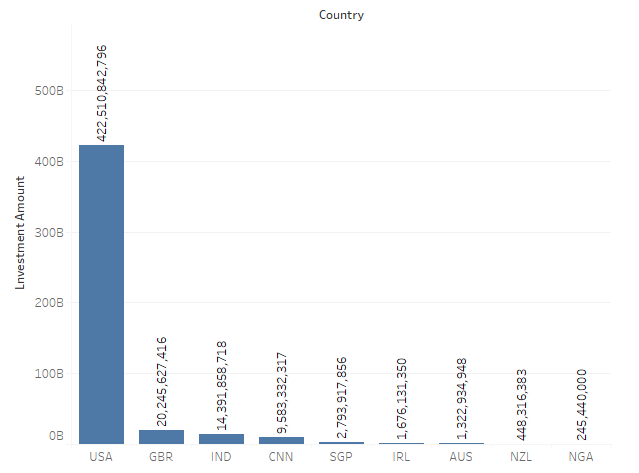 Country
Lnvestment Amount
500B
400B
300B
200B
100B
0B
422,510,842,796
20,245,627,416
14,391,858,718
9,583,332,317
2,793,917,856
1,676,131,350
1,322,934,948
448,316,383
245,440,000
USA GBR IND CNN SGP IRL AUS NZL NGA